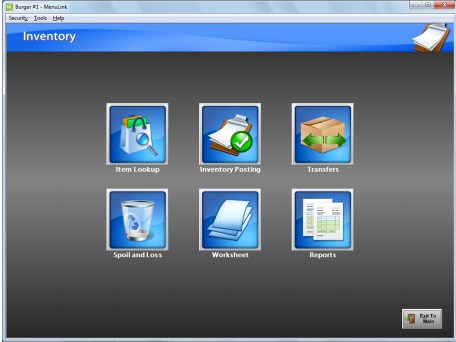 Burger #1 - MenuLink
Security Tools Help
Inventory
Item Lookup Inventory Posting Transfers
Spoil and Loss Worksheet Reports
Exit To
Main